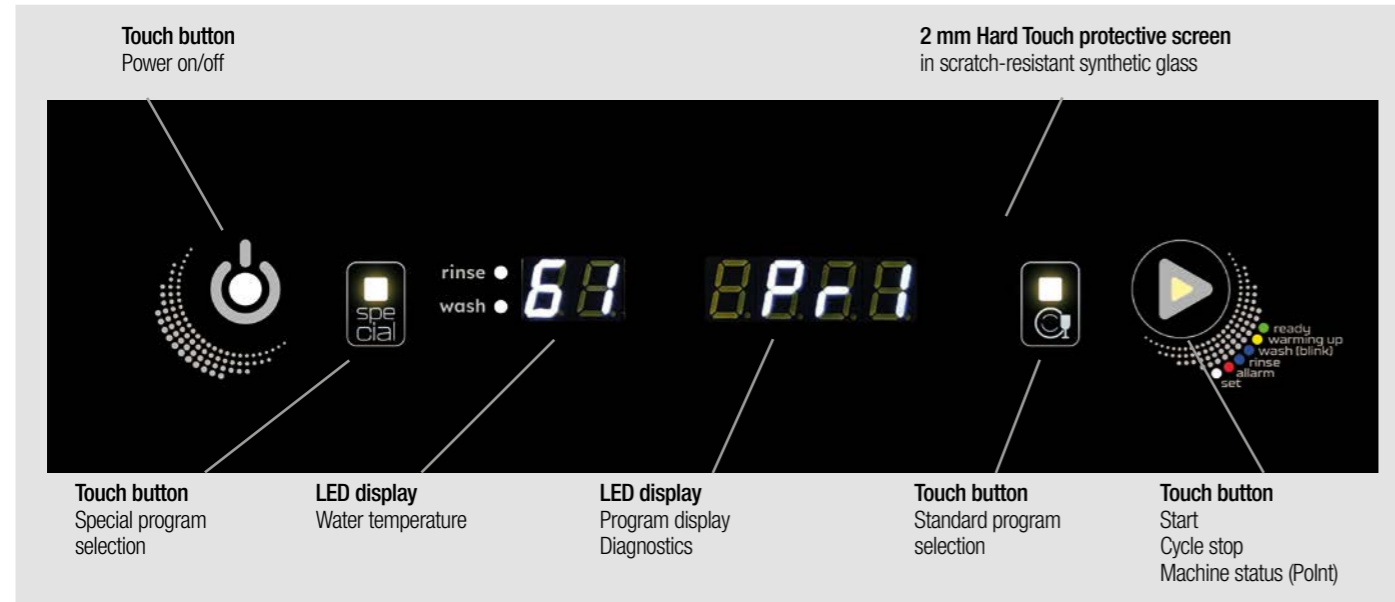 Touch button
Power on/off
2 mm Hard Touch protective screen
in scratch-resistant synthetic glass
spe
cial
rinse
wash
61
Pr1
ready
warming up
wash (blink)
rinse
allarm
set
Touch button
Special program
selection
LED display
Water temperature
LED display
Program display
Diagnostics
Touch button
Standard program
selection
Touch button
Start
Cycle stop
Machine status (PoInt)